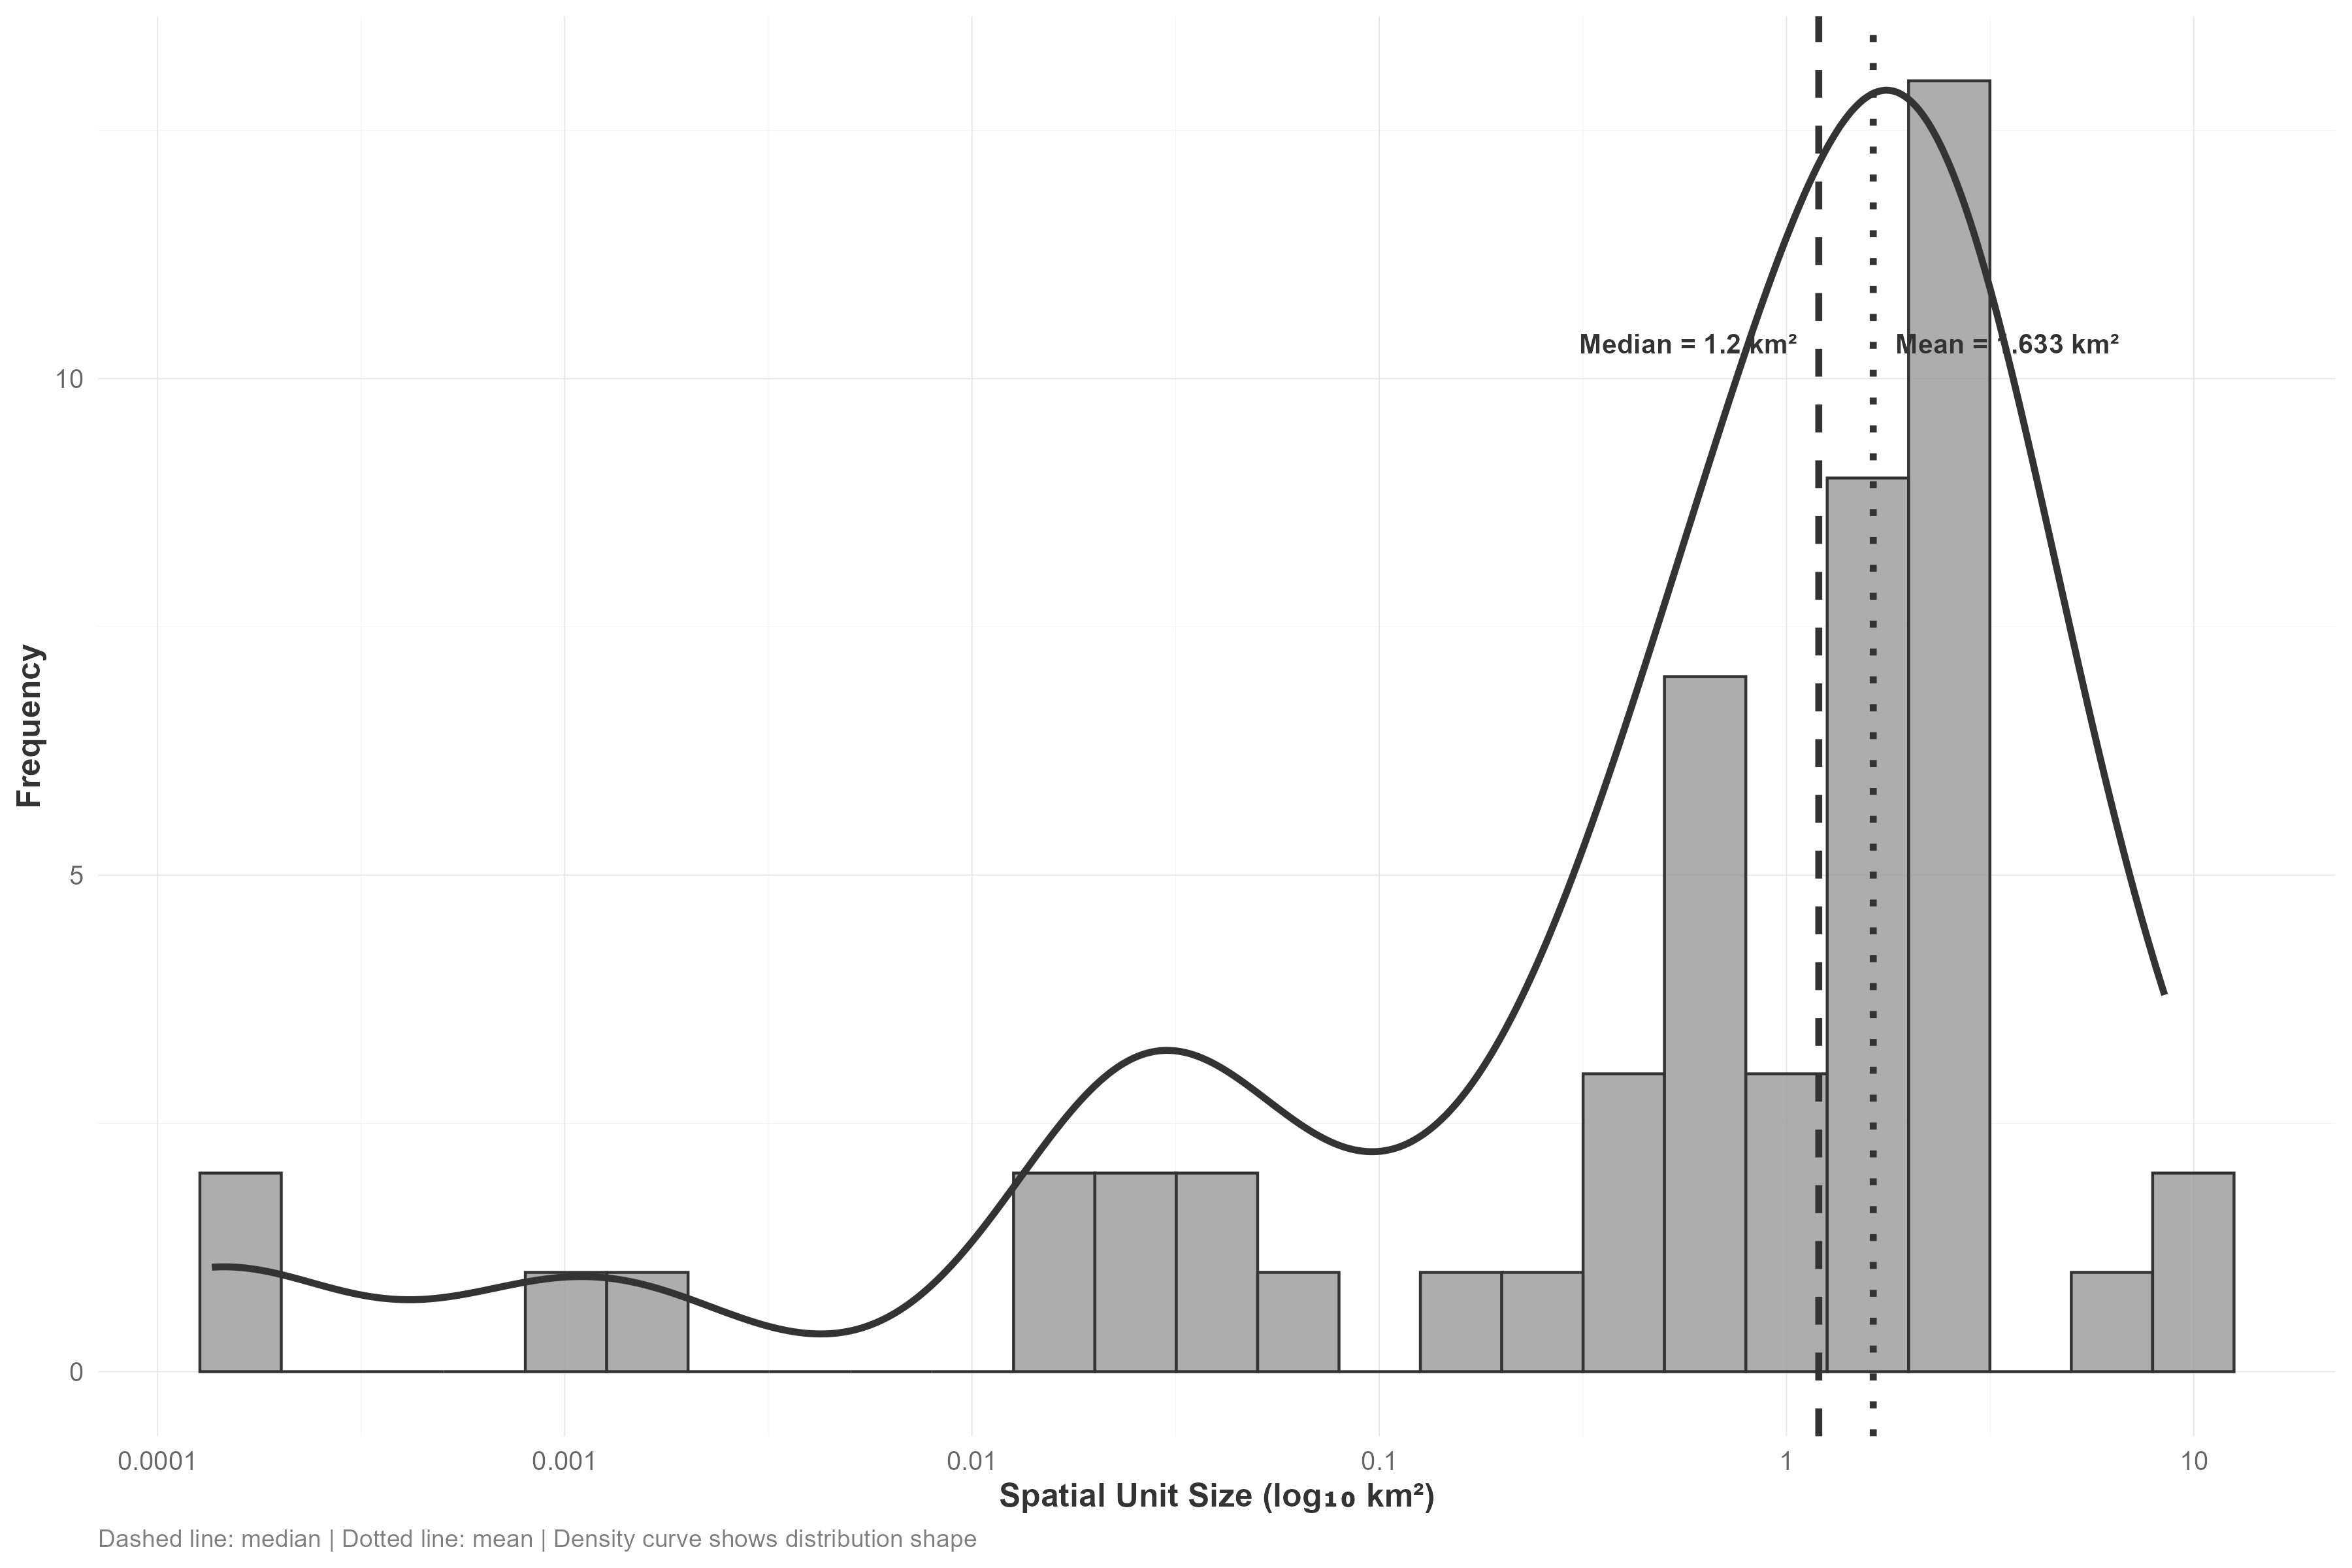 Median = 1.2 km²
Mean = 1.633 km²
10
5
0
Frequency
0.0001
0.001
0.01
0.1
1
10
Spatial Unit Size (log₁₀ km²)
Dashed line: median | Dotted line: mean | Density curve shows distribution shape